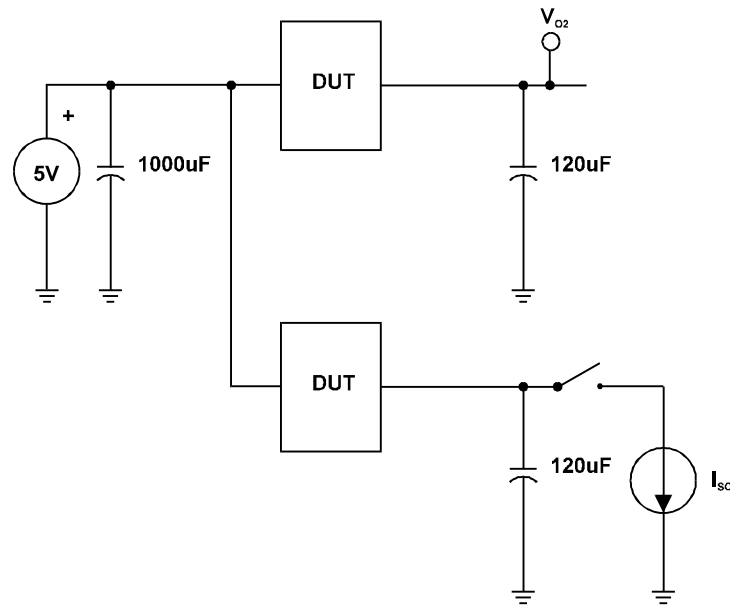 V_O2
DUT
+
5V
1000uF
120uF
DUT
120uF
I_SC